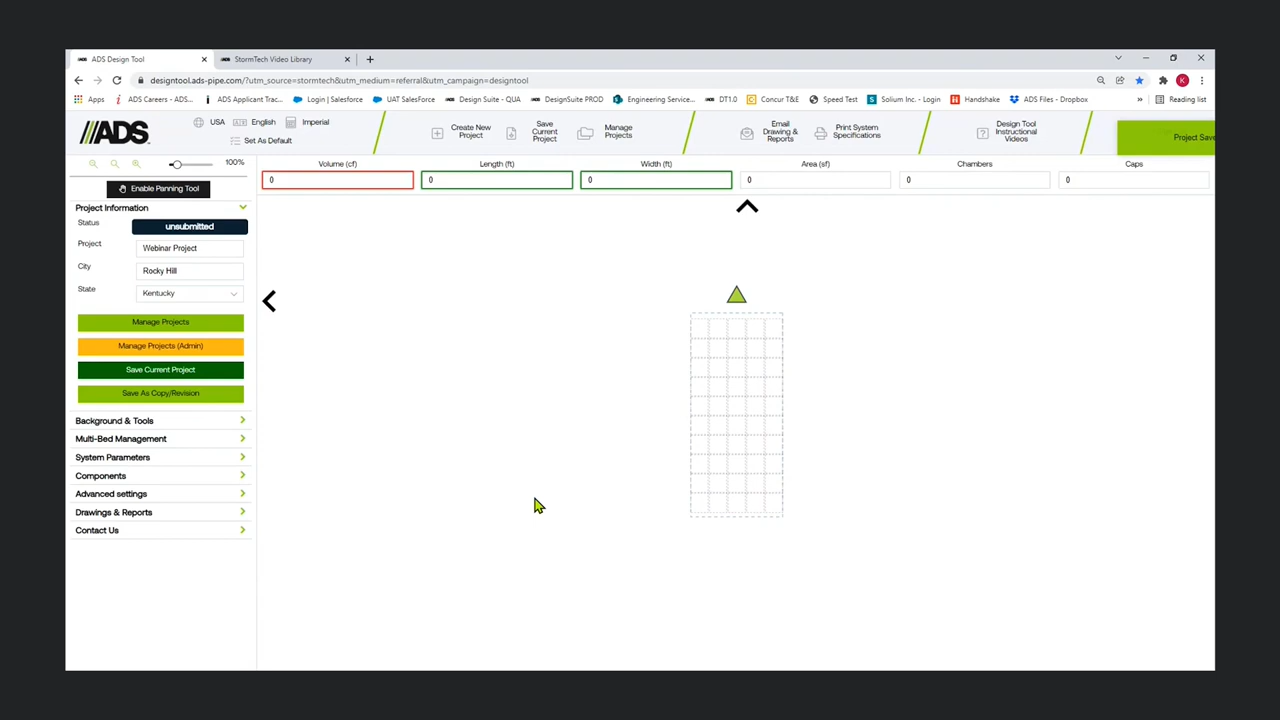 ADS Design Tool
StormTech Video Library
designtool.ads-pipe.com/?utm_source=stormtech&utm_medium=referral&utm_campaign=designtool
Apps
ADS Careers - ADS...
ADS Applicant Trac...
Login | Salesforce
UAT SalesForce
Design Suite - QUA
DesignSuite PROD
Engineering Service...
DT1.0
Concur T&E
Speed Test
Solium Inc. - Login
Handshake
ADS Files - Dropbox
»
Reading list
K
ADS
USA
English
Imperial
Set As Default
Create New
Project
Save
Current
Project
Manage
Projects
Email
Drawing &
Reports
Print System
Specifications
Design Tool
Instructional
Videos
Project Save
100%
Enable Panning Tool
Volume (cf)
Length (ft)
Width (ft)
Area (sf)
Chambers
Caps
0
0
0
0
0
0
Project Information
Status
unsubmitted
Project
Webinar Project
City
Rocky Hill
State
Kentucky
Manage Projects
Manage Projects (Admin)
Save Current Project
Save As Copy/Revision
Background & Tools
Multi-Bed Management
System Parameters
Components
Advanced settings
Drawings & Reports
Contact Us